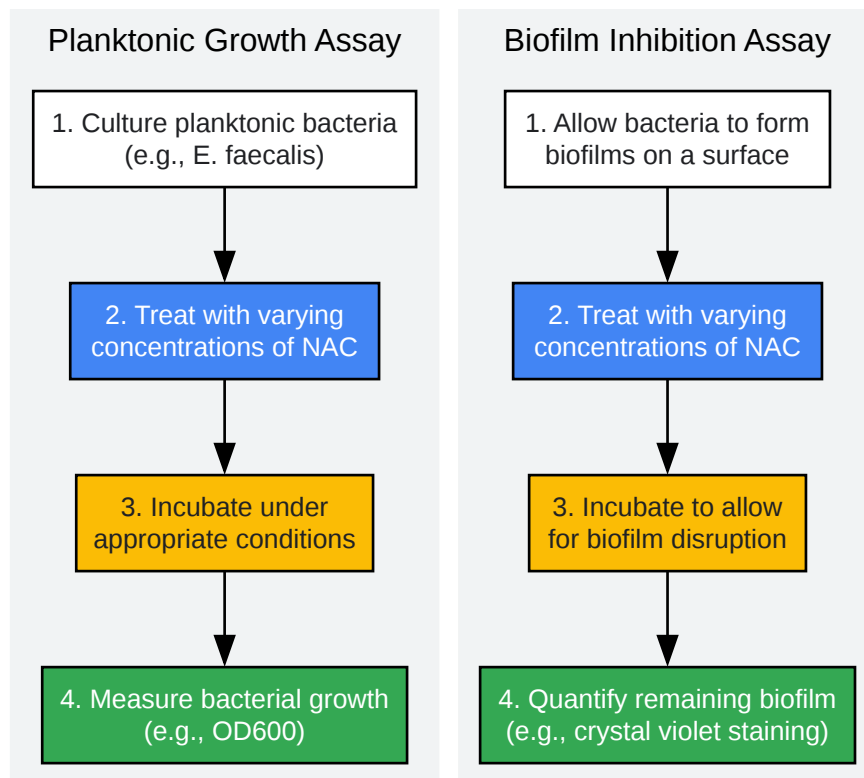 Planktonic Growth Assay
1. Culture planktonic bacteria
(e.g., E. faecalis)
2. Treat with varying
concentrations of NAC
3. Incubate under
appropriate conditions
4. Measure bacterial growth
(e.g., OD600)
Biofilm Inhibition Assay
1. Allow bacteria to form
biofilms on a surface
2. Treat with varying
concentrations of NAC
3. Incubate to allow
for biofilm disruption
4. Quantify remaining biofilm
(e.g., crystal violet staining)